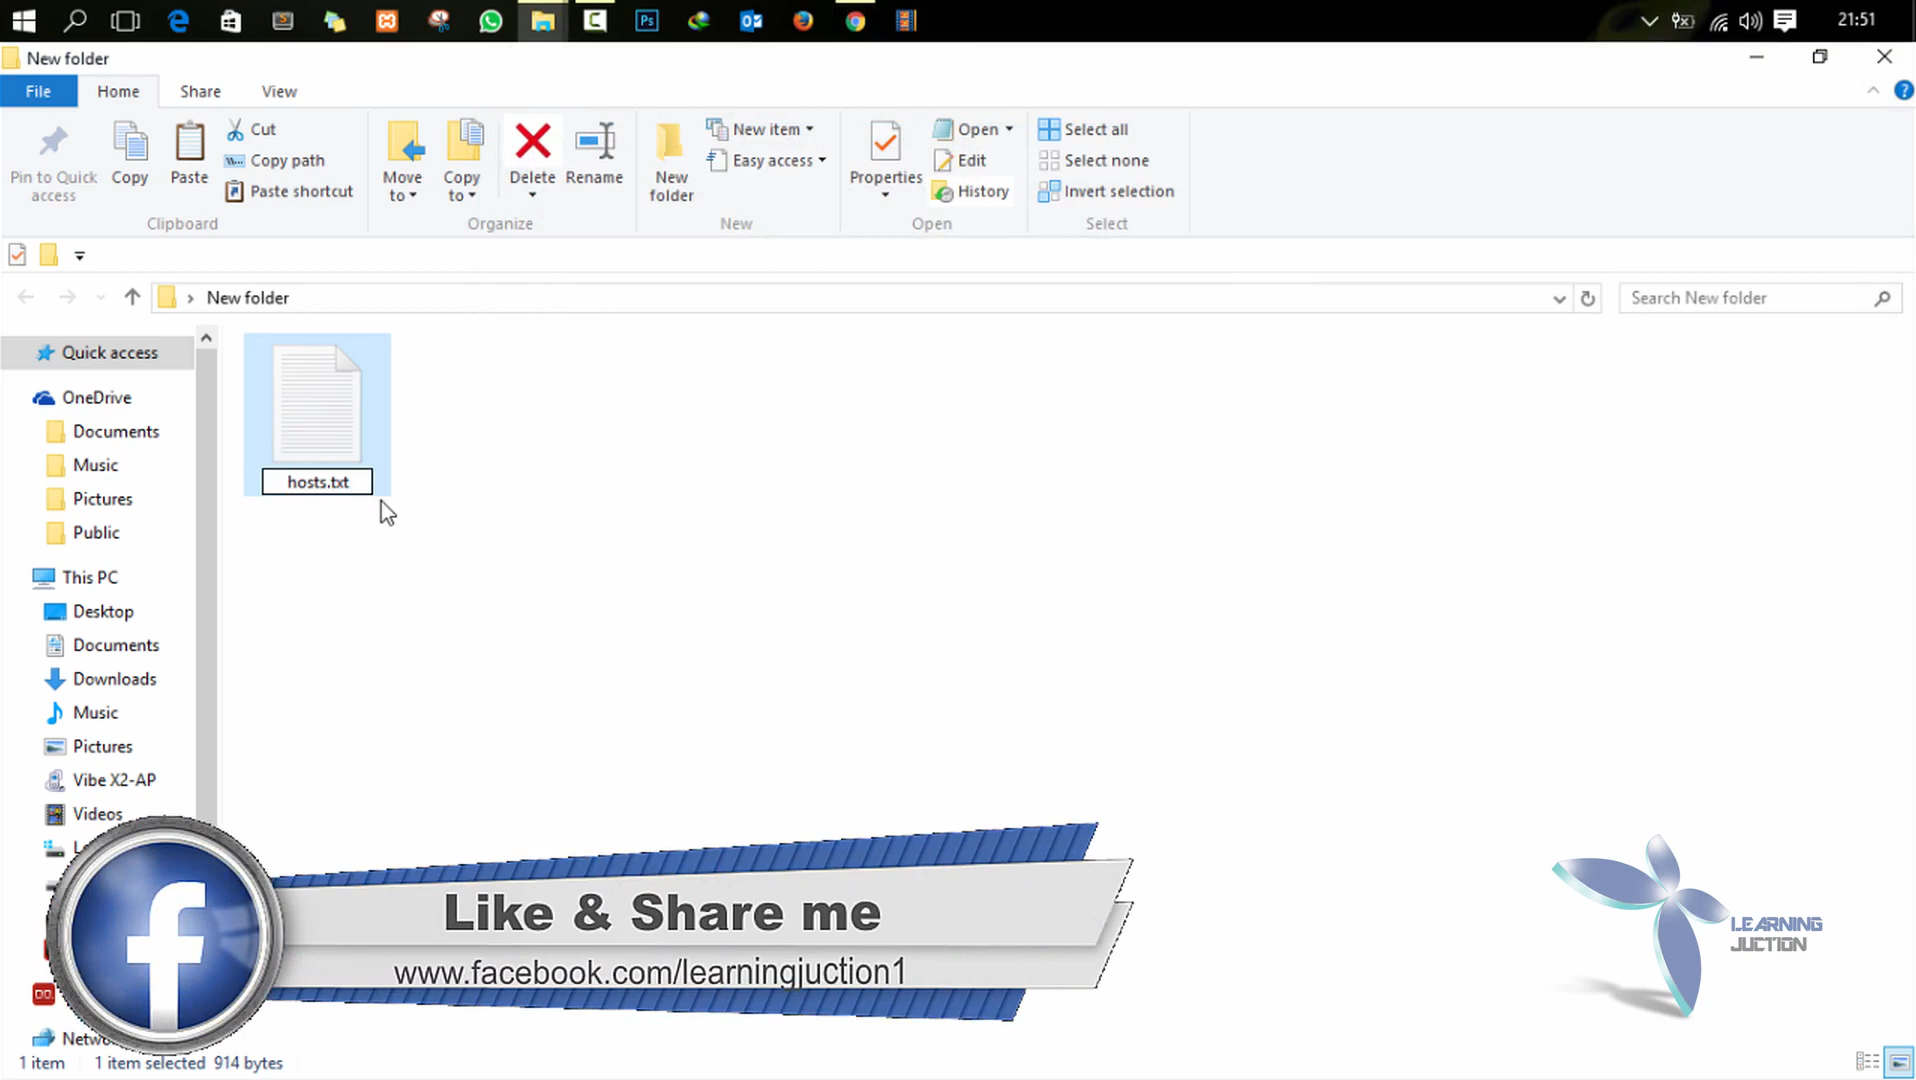 21:51
New folder
File
Home
Share
View
Pin to Quick access
Copy
Paste
Cut
Copy path
Paste shortcut
Clipboard
Move to
Copy to
Delete
Rename
Organize
New folder
New item
Easy access
New
Properties
Open
Edit
History
Open
Select all
Select none
Invert selection
Select
New folder
Search New folder
Quick access
OneDrive
Documents
Music
Pictures
Public
This PC
Desktop
Documents
Downloads
Music
Pictures
Vibe X2-AP
Videos
hosts.txt
Like & Share me
www.facebook.com/learningjuction1
LEARNING
JUCTION
1 item
1 item selected
914 bytes